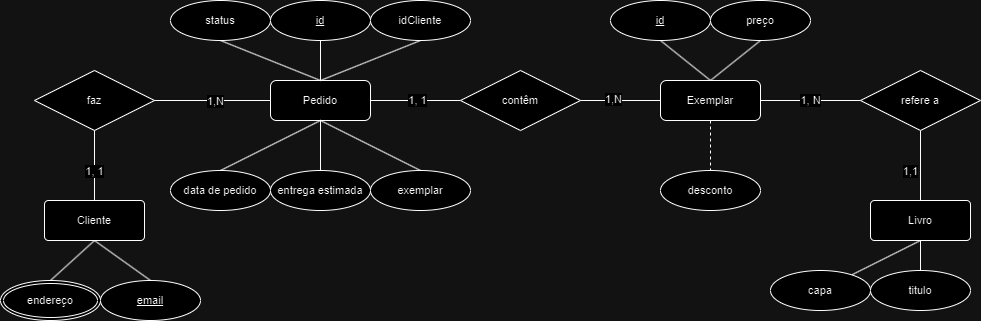 status
id
idCliente
id
preço
faz
1,N
Pedido
1, 1
contêm
1,N
Exemplar
1, N
refere a
1, 1
data de pedido
entrega estimada
exemplar
desconto
1,1
Cliente
Livro
endereço
email
capa
titulo